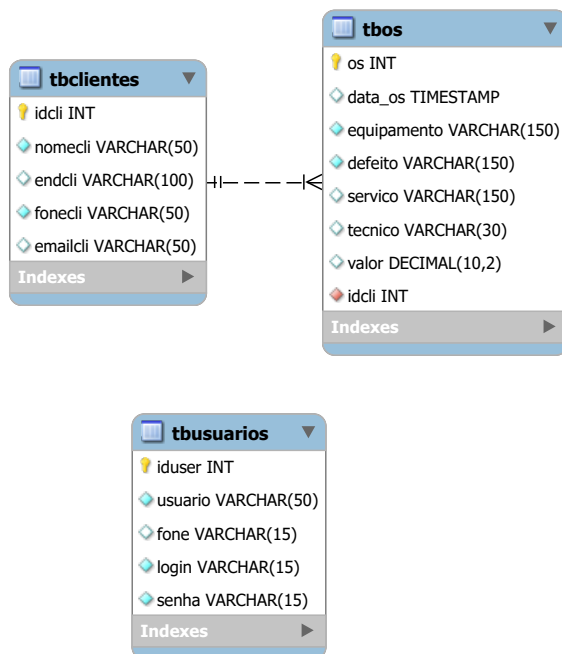 tbclientes
idcli INT
nomecli VARCHAR(50)
endcli VARCHAR(100)
fonecli VARCHAR(50)
emailcli VARCHAR(50)
Indexes
tbos
os INT
data_os TIMESTAMP
equipamento VARCHAR(150)
defeito VARCHAR(150)
servico VARCHAR(150)
tecnico VARCHAR(30)
valor DECIMAL(10,2)
idcli INT
Indexes
tbusuarios
iduser INT
usuario VARCHAR(50)
fone VARCHAR(15)
login VARCHAR(15)
senha VARCHAR(15)
Indexes